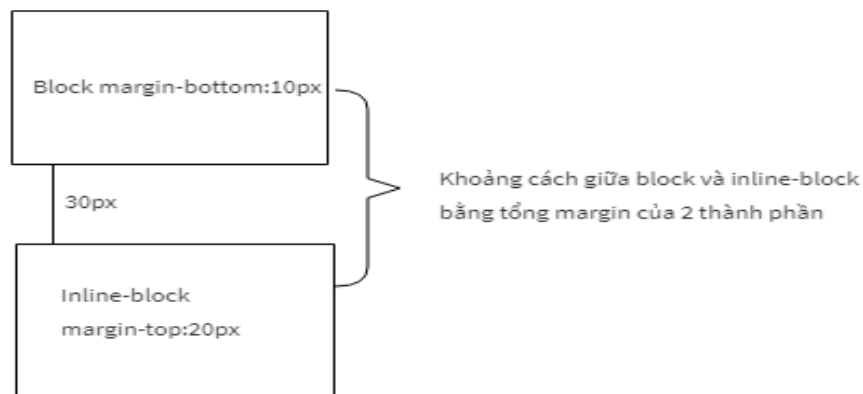 Block margin-bottom:10px
30px
Khoảng cách giữa block và inline-block
bằng tổng margin của 2 thành phần
Inline-block
margin-top:20px